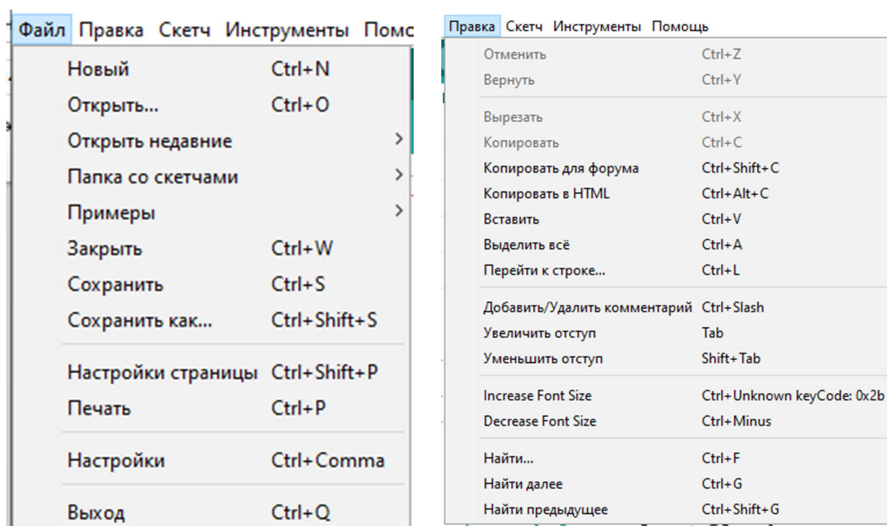 Файл Правка Скетч Инструменты Помс
Новый Ctrl+N
Открыть... Ctrl+O
Открыть недавние
Папка со скетчами
Примеры
Закрыть Ctrl+W
Сохранить Ctrl+S
Сохранить как... Ctrl+Shift+S
Настройки страницы Ctrl+Shift+P
Печать Ctrl+P
Настройки Ctrl+Comma
Выход Ctrl+Q
Правка Скетч Инструменты Помощь
Отменить Ctrl+Z
Вернуть Ctrl+Y
Вырезать Ctrl+X
Копировать Ctrl+C
Копировать для форума Ctrl+Shift+C
Копировать в HTML Ctrl+Alt+C
Вставить Ctrl+V
Выделить всё Ctrl+A
Перейти к строке... Ctrl+L
Добавить/Удалить комментарий Ctrl+Slash
Увеличить отступ Tab
Уменьшить отступ Shift+Tab
Increase Font Size Ctrl+Unknown keyCode: 0x2b
Decrease Font Size Ctrl+Minus
Найти... Ctrl+F
Найти далее Ctrl+G
Найти предыдущее Ctrl+Shift+G